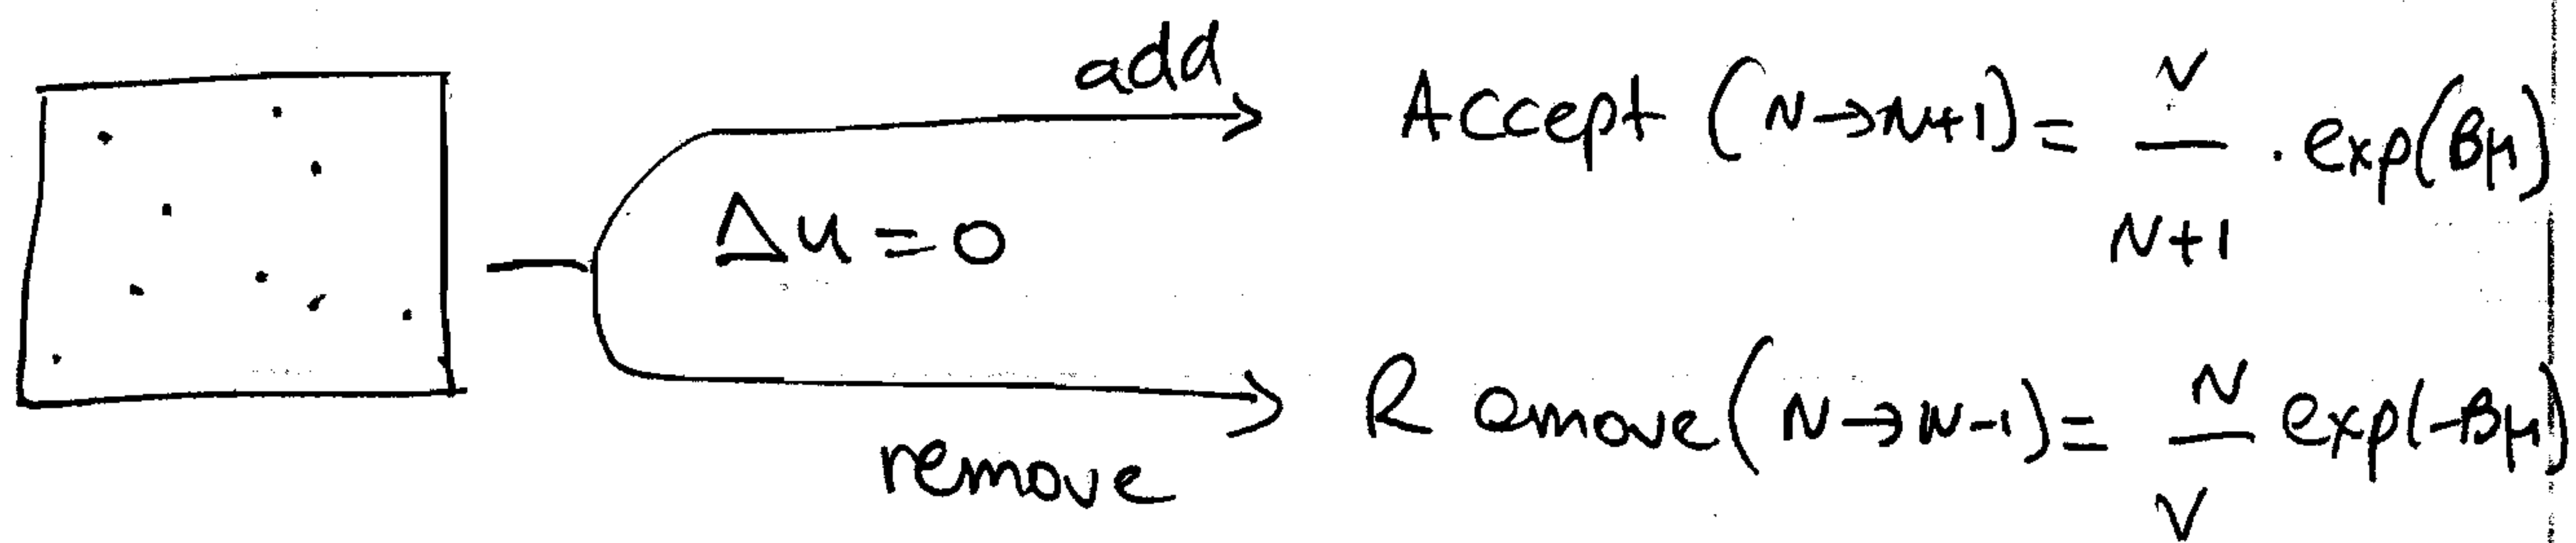 add
Accept (N→N+1) = V/N+1 . exp(βμ)
Δu = 0
Remove(N→N-1) = N/V exp(-βμ)
remove